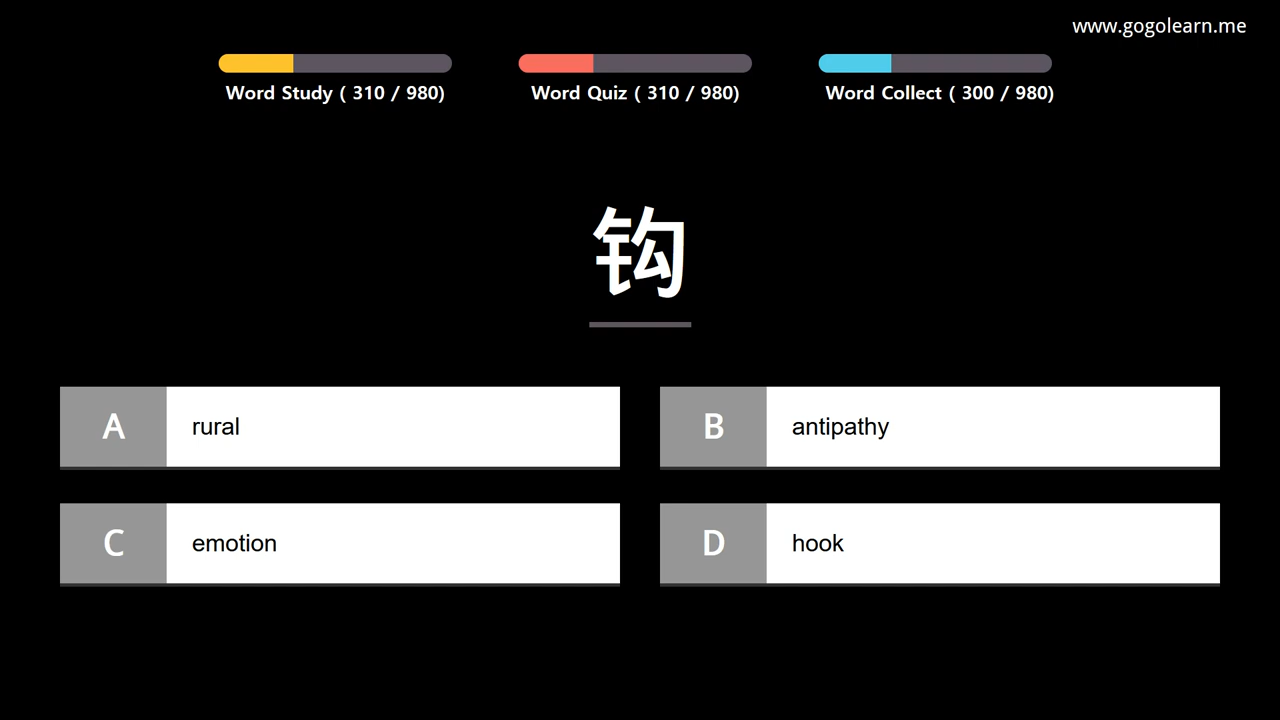 www.gogolearn.me
Word Study ( 310 / 980)
Word Quiz ( 310 / 980)
Word Collect ( 300 / 980)
钩
A rural
B antipathy
C emotion
D hook